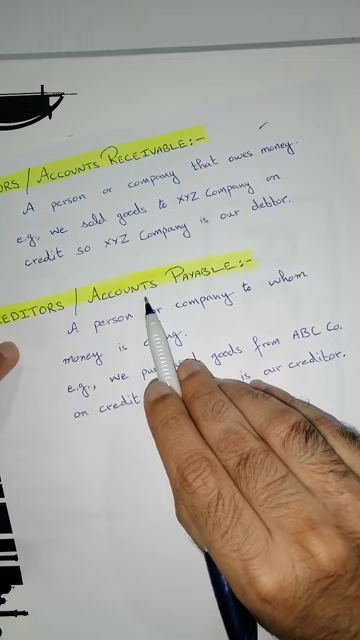 ORS / ACCOUNTS RECEIVABLE:-
A person or company that owes money.
e.g., we sold goods to XYZ Company on
credit so XYZ Company is our debtor.
REDITORS / ACCOUNTS PAYABLE:-
A person company to whom
money is
e.g., we goods from ABC Co.
on credit is our creditor.